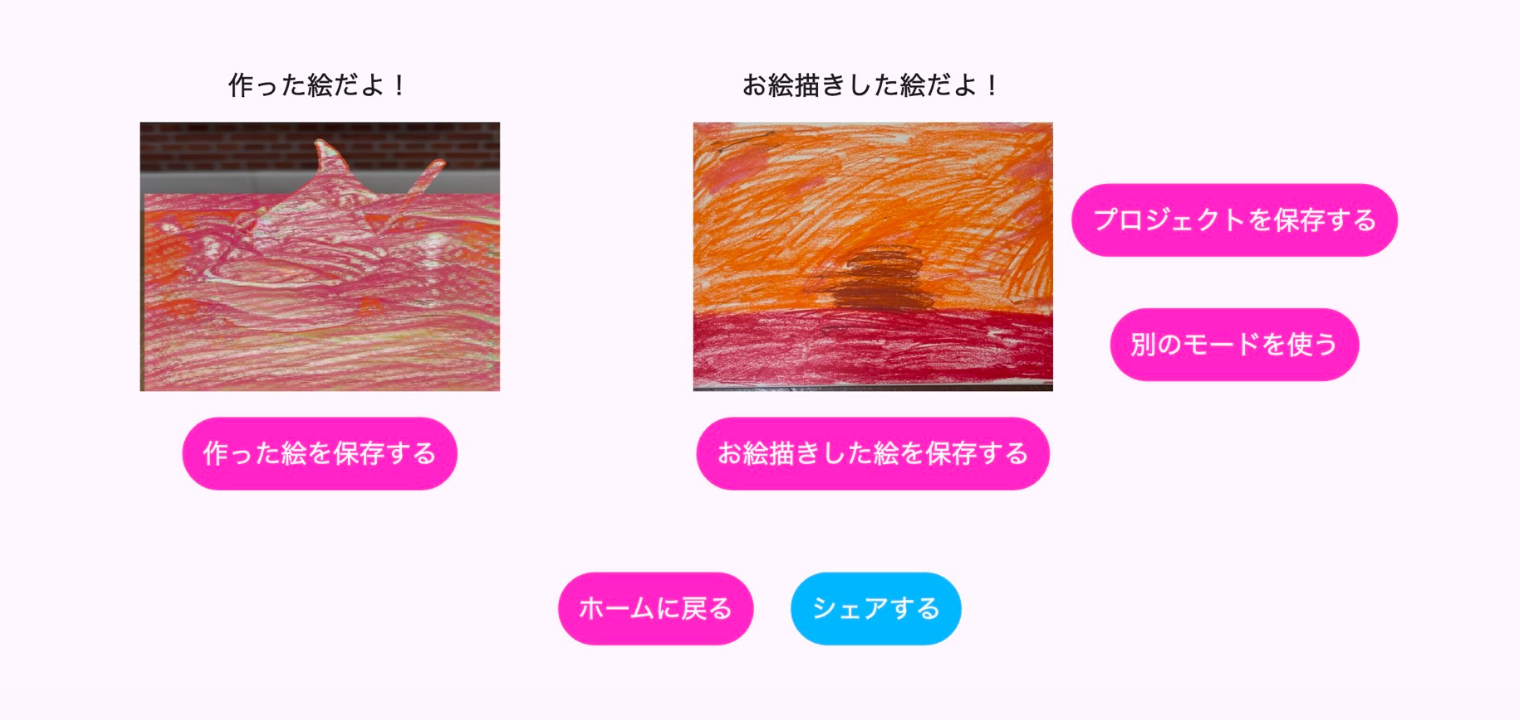 作った絵だよ！
お絵描きした絵だよ！
プロジェクトを保存する
別のモードを使う
作った絵を保存する
お絵描きした絵を保存する
ホームに戻る
シェアする